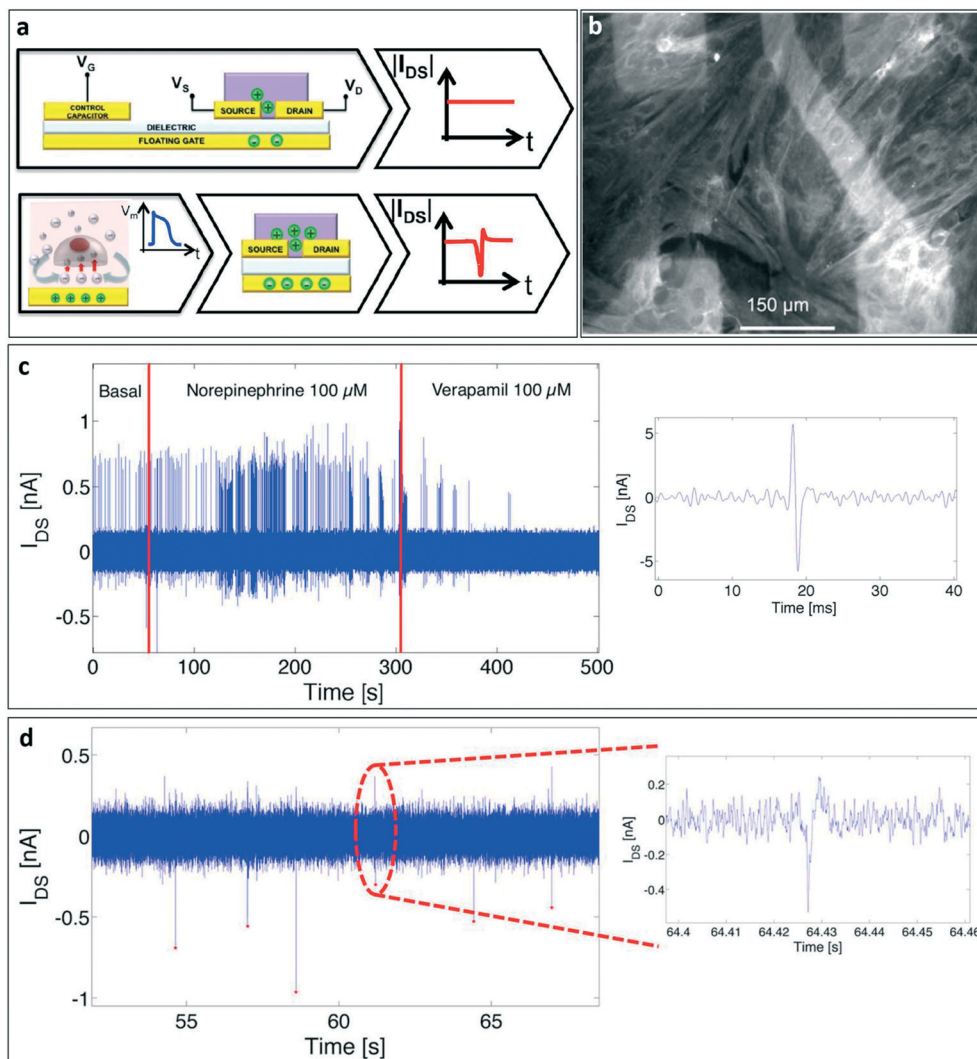 a
V_G
V_S
V_D
CONTROL
CAPACITOR
SOURCE
DRAIN
DIELECTRIC
FLOATING GATE
|I_DS|
t
V_m
t
SOURCE
DRAIN
|I_DS|
t
b
150 µm
c
Basal
Norepinephrine 100 µM
Verapamil 100 µM
I_DS [nA]
1
0.5
0
-0.5
0
100
200
300
400
500
Time [s]
I_DS [nA]
5
0
-5
0
10
20
30
40
Time [ms]
d
I_DS [nA]
0.5
0
-0.5
-1
55
60
65
Time [s]
I_DS [nA]
0.2
0
-0.2
-0.4
64.4
64.41
64.42
64.43
64.44
64.45
64.46
Time [s]